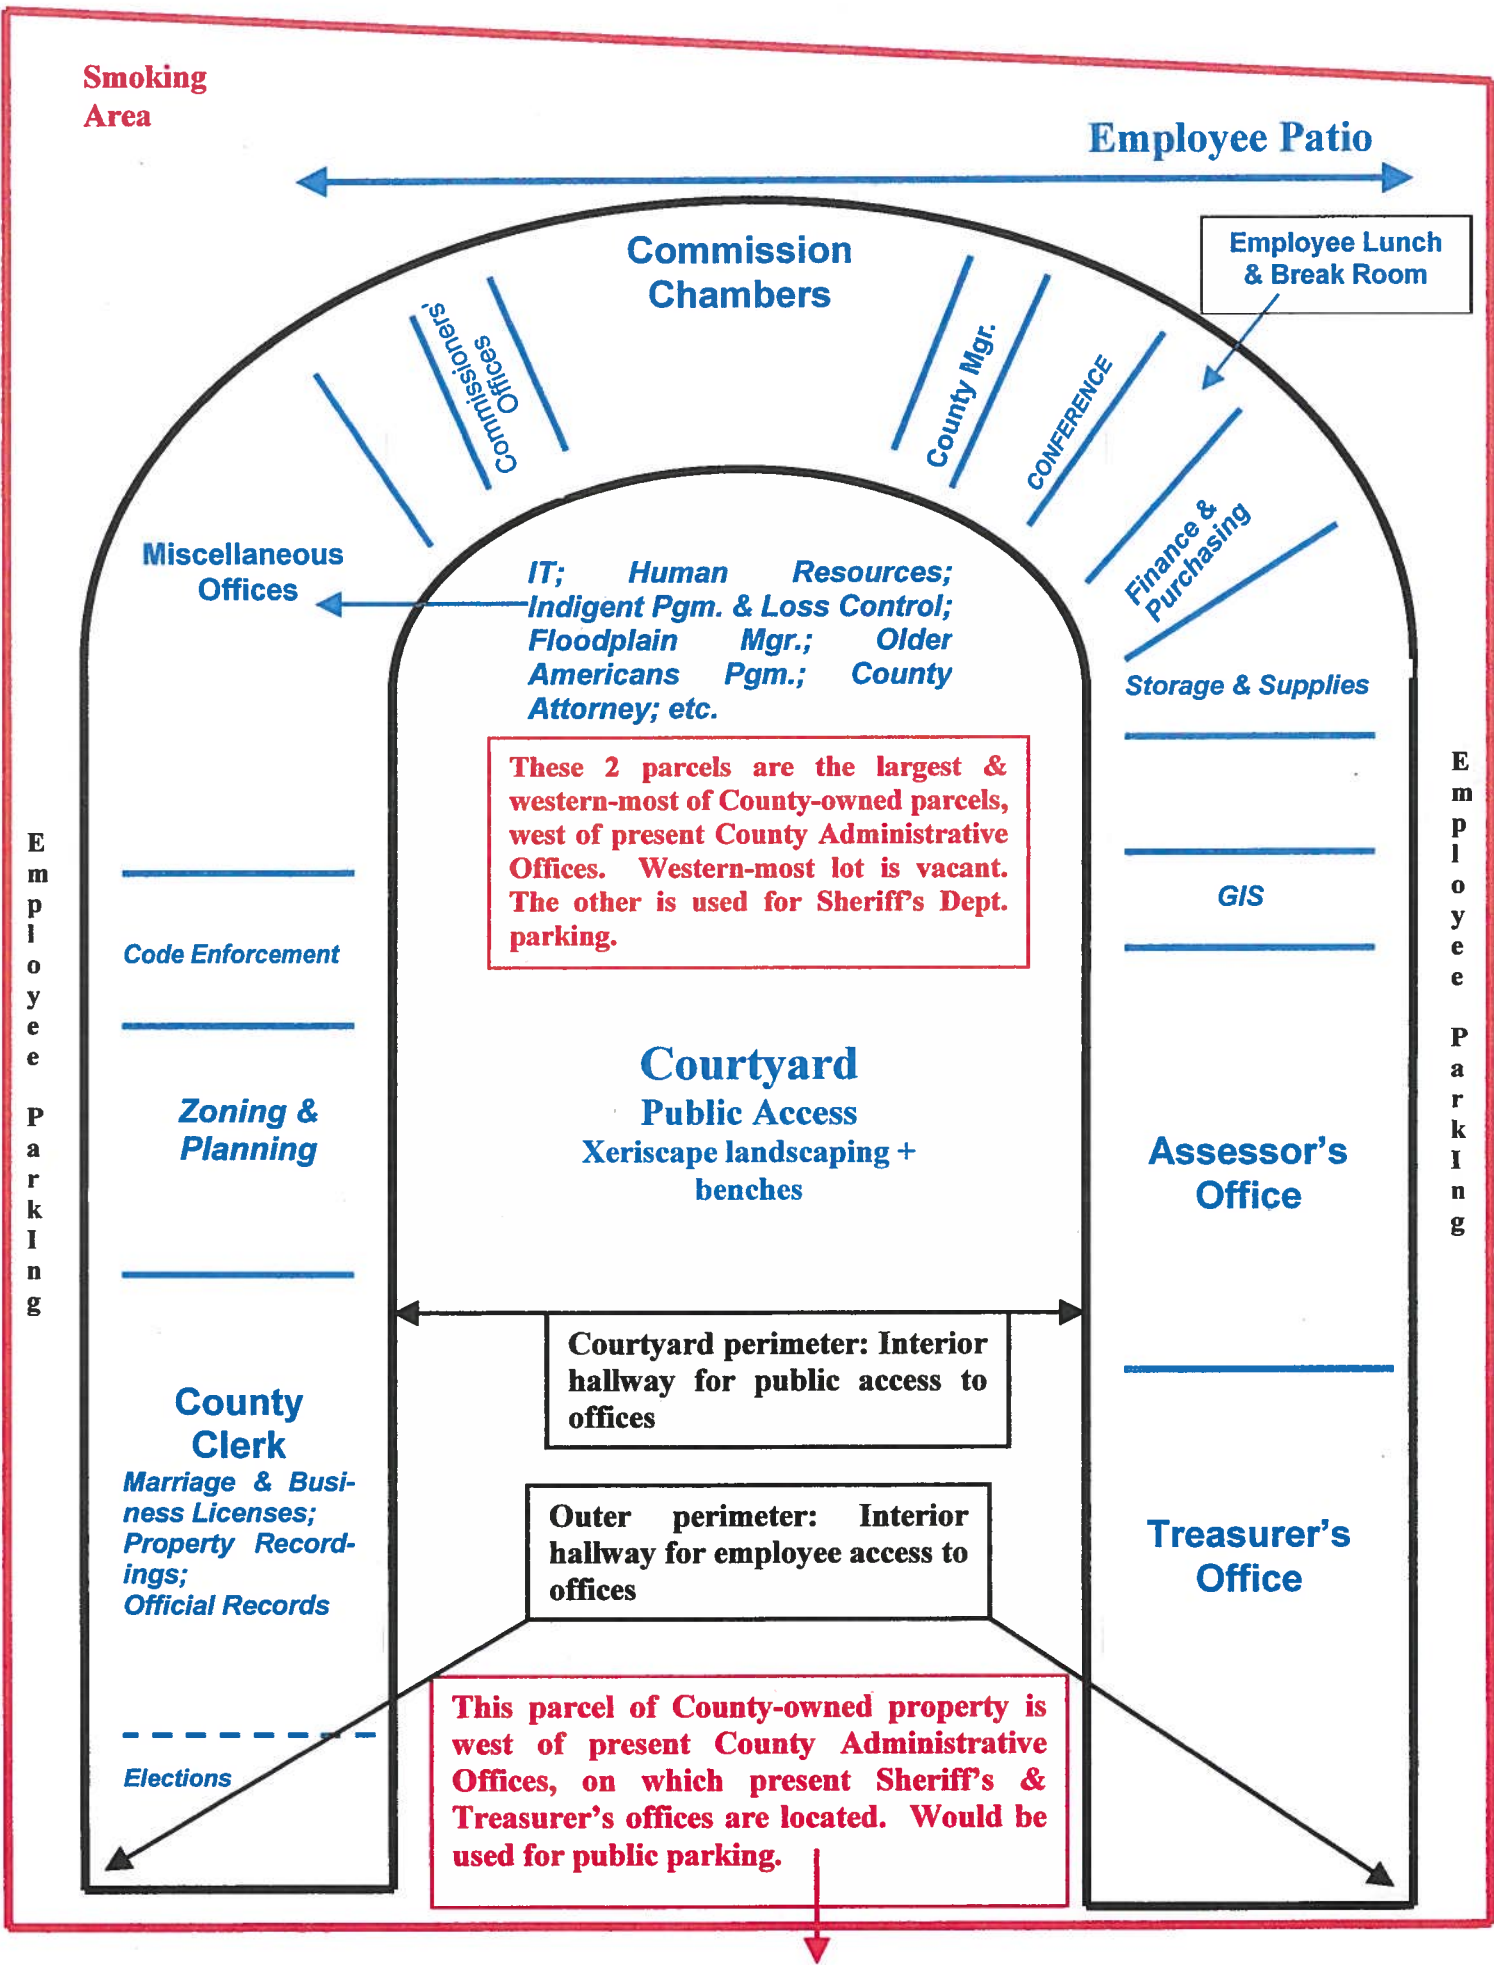 Smoking
Area
Employee Patio
Employee Lunch
& Break Room
Commission
Chambers
Commissioners'
Offices
County Mgr.
CONFERENCE
Finance &
Purchasing
Miscellaneous
Offices
IT; Human Resources;
Indigent Pgm. & Loss Control;
Floodplain Mgr.; Older
Americans Pgm.; County
Attorney; etc.
Storage & Supplies
These 2 parcels are the largest &
western-most of County-owned parcels,
west of present County Administrative
Offices. Western-most lot is vacant.
The other is used for Sheriff's Dept.
parking.
Employee ParkIng
Employee ParkIng
GIS
Code Enforcement
Zoning &
Planning
Courtyard
Public Access
Xeriscape landscaping +
benches
Assessor's
Office
Courtyard perimeter: Interior
hallway for public access to
offices
County
Clerk
Marriage & Busi-
ness Licenses;
Property Record-
ings;
Official Records
Outer perimeter: Interior
hallway for employee access to
offices
Treasurer's
Office
This parcel of County-owned property is
west of present County Administrative
Offices, on which present Sheriff's &
Treasurer's offices are located. Would be
used for public parking.
Elections